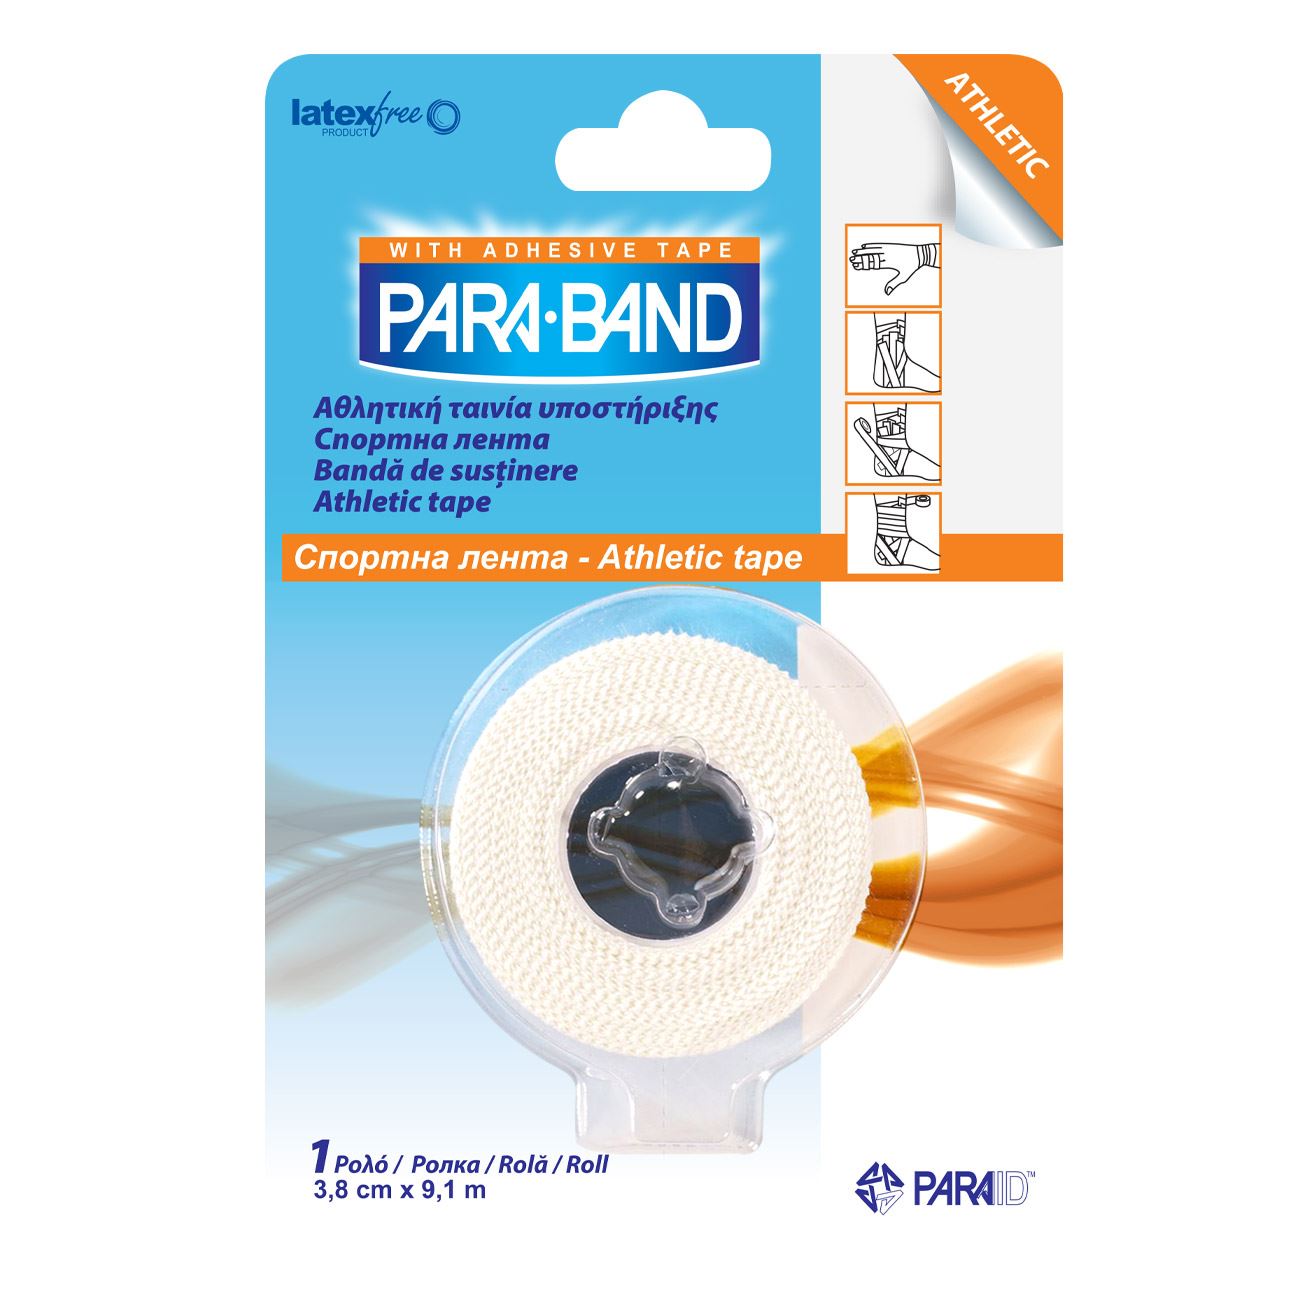 latexfree
PRODUCT
ATHLETIC
WITH ADHESIVE TAPE
PARA·BAND
Αθλητική ταινία υποστήριξης
Спортна лента
Bandă de susținere
Athletic tape
Спортна лента - Athletic tape
1 Ρολό / Ролка / Rolă / Roll
3,8 cm x 9,1 m
PARAID™